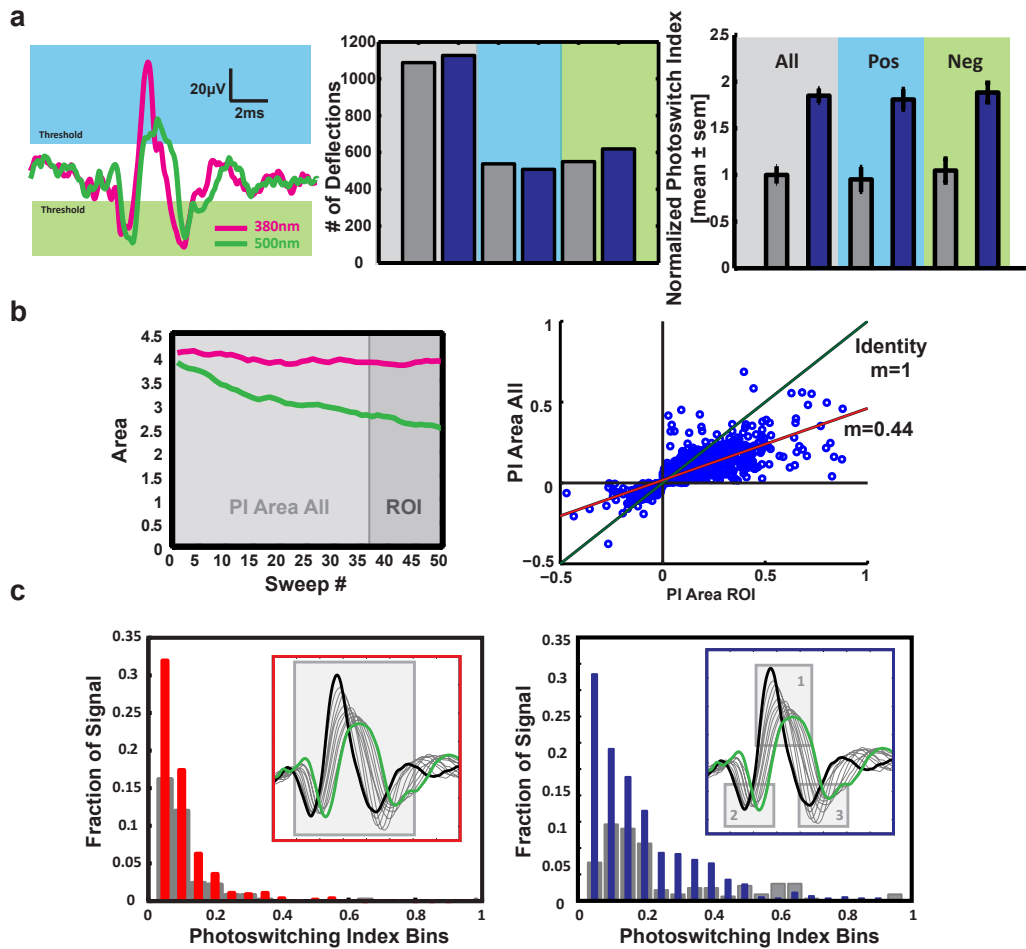 a
20µV
2ms
Threshold
Threshold
380nm
500nm
# of Deflections
1200
1000
800
600
400
200
0
Normalized Photoswitch Index
[mean ± sem]
2.5
2
1.5
1
0.5
0
All
Pos
Neg
b
Area
4.5
4
3.5
3
2.5
2
1.5
1
0.5
0
PI Area All
ROI
0 5 10 15 20 25 30 35 40 45 50
Sweep #
PI Area All
1
0.5
0
−0.5
Identity
m=1
m=0.44
−0.5 0 0.5 1
PI Area ROI
c
Fraction of Signal
0.35
0.3
0.25
0.2
0.15
0.1
0.05
0
0 0.2 0.4 0.6 0.8 1
Photoswitching Index Bins
Fraction of Signal
0.35
0.3
0.25
0.2
0.15
0.1
0.05
0
1
2
3
0 0.2 0.4 0.6 0.8 1
Photoswitching Index Bins